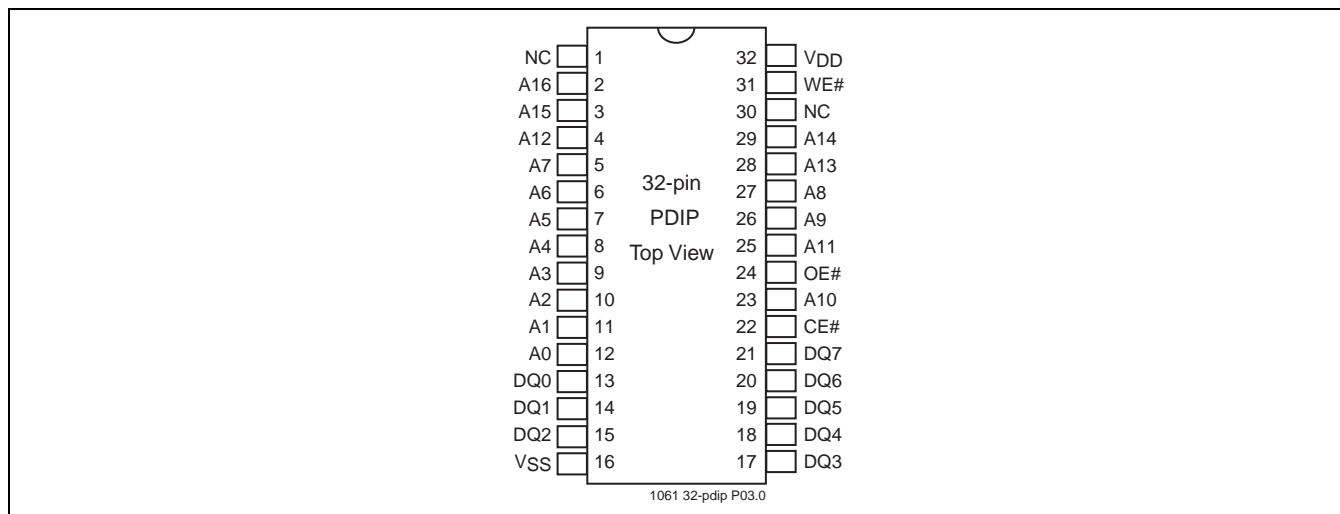 NC 1 32 VDD
A16 2 31 WE#
A15 3 30 NC
A12 4 29 A14
A7 5 28 A13
A6 6 32-pin 27 A8
A5 7 PDIP 26 A9
A4 8 Top View 25 A11
A3 9 24 OE#
A2 10 23 A10
A1 11 22 CE#
A0 12 21 DQ7
DQ0 13 20 DQ6
DQ1 14 19 DQ5
DQ2 15 18 DQ4
VSS 16 17 DQ3
1061 32-pdip P03.0